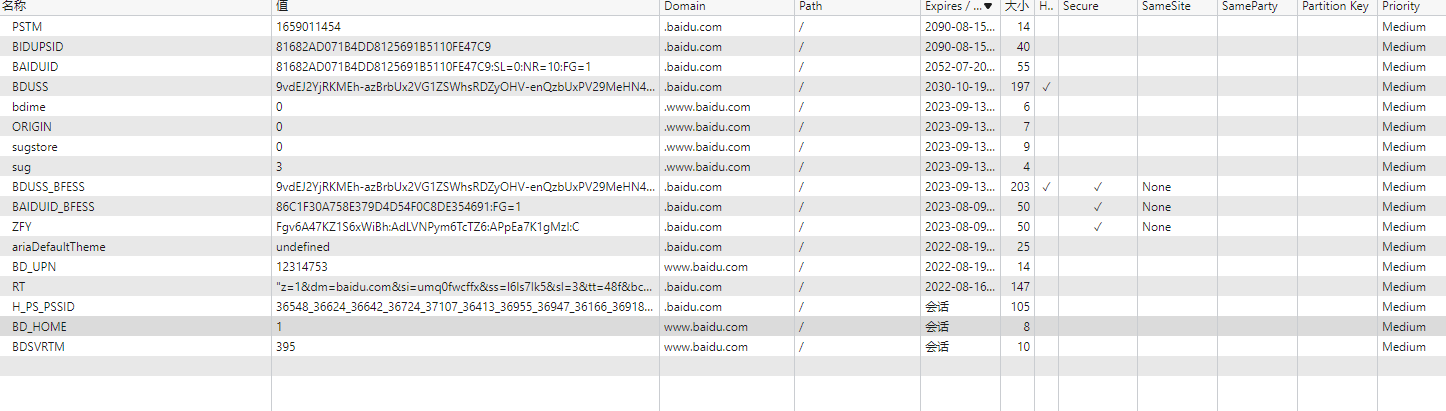 名称 值 Domain Path Expires / ... 大小 H.. Secure SameSite SameParty Partition Key Priority
PSTM 1659011454 .baidu.com / 2090-08-15... 14 Medium
BIDUPSID 81682AD071B4DD8125691B5110FE47C9 .baidu.com / 2090-08-15... 40 Medium
BAIDUID 81682AD071B4DD8125691B5110FE47C9:SL=0:NR=10:FG=1 .baidu.com / 2052-07-20... 55 Medium
BDUSS 9vdEJ2YjRKMEh-azBrbUx2VG1ZSWhsRDZyOHV-enQzbUxPV29MeHN4... .baidu.com / 2030-10-19... 197 ✓ Medium
bdime 0 .www.baidu.com / 2023-09-13... 6 Medium
ORIGIN 0 .www.baidu.com / 2023-09-13... 7 Medium
sugstore 0 .www.baidu.com / 2023-09-13... 9 Medium
sug 3 .www.baidu.com / 2023-09-13... 4 Medium
BDUSS_BFESS 9vdEJ2YjRKMEh-azBrbUx2VG1ZSWhsRDZyOHV-enQzbUxPV29MeHN4... .baidu.com / 2023-09-13... 203 ✓ ✓ None Medium
BAIDUID_BFESS 86C1F30A758E379D4D54F0C8DE354691:FG=1 .baidu.com / 2023-08-09... 50 ✓ None Medium
ZFY Fgv6A47KZ1S6xWiBh:AdLVNPym6TcTZ6:APpEa7K1gMzI:C .baidu.com / 2023-08-09... 50 ✓ None Medium
ariaDefaultTheme undefined .baidu.com / 2022-08-19... 25 Medium
BD_UPN 12314753 www.baidu.com / 2022-08-19... 14 Medium
RT "z=1&dm=baidu.com&si=umq0fwcffx&ss=l6ls7lk5&sl=3&tt=48f&bc... .baidu.com / 2022-08-16... 147 Medium
H_PS_PSSID 36548_36624_36642_36724_37107_36413_36955_36947_36166_36918... .baidu.com / 会话 105 Medium
BD_HOME 1 www.baidu.com / 会话 8 Medium
BDSVRTM 395 www.baidu.com / 会话 10 Medium